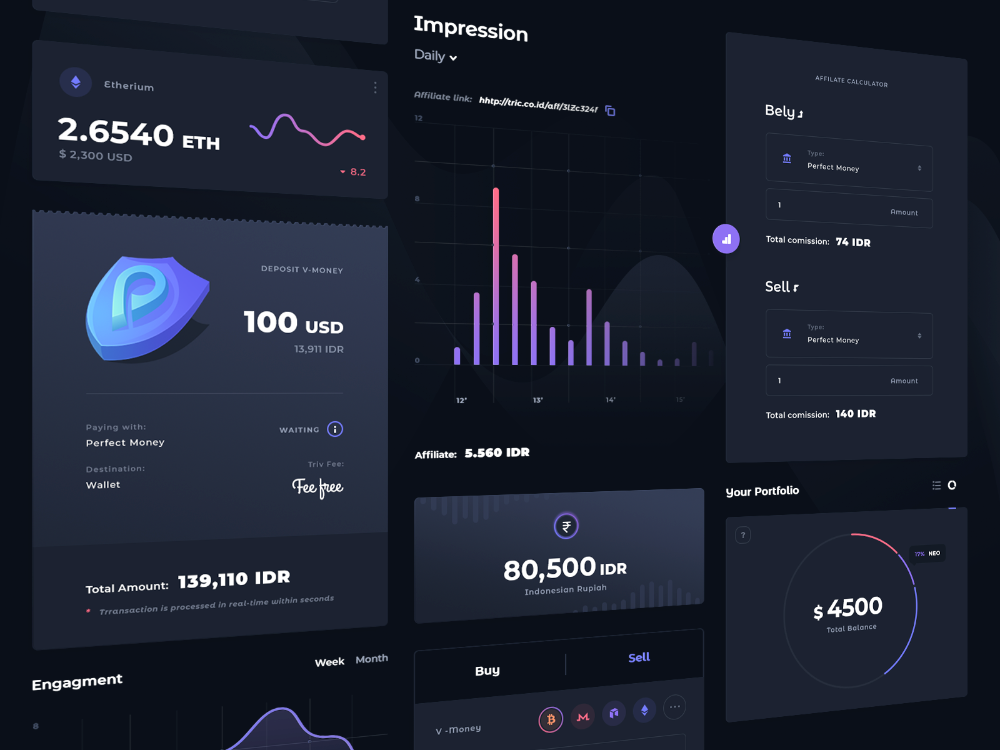 Etherium
2.6540 ETH
$ 2,300 USD
8.2
DEPOSIT V-MONEY
100 USD
13,911 IDR
Paying with:
Perfect Money
WAITING
Destination:
Wallet
Triv Fee:
Fee free
Total Amount: 139,110 IDR
* Trransaction is processed in real-time within seconds
Engagment
Week Month
8
Impression
Daily
Affiliate link: hhtp://tric.co.id/aff/31Zc324f
12
8
4
0
12' 13' 14' 15'
Affiliate: 5.560 IDR
80,500 IDR
Indonesian Rupiah
Buy
Sell
V -Money
AFFILATE CALCULATOR
Bely
Type:
Perfect Money
1 Amount
Total comission: 74 IDR
Sell
Type:
Perfect Money
1 Amount
Total comission: 140 IDR
Your Portfolio
?
17% NEO
$ 4500
Total Balance